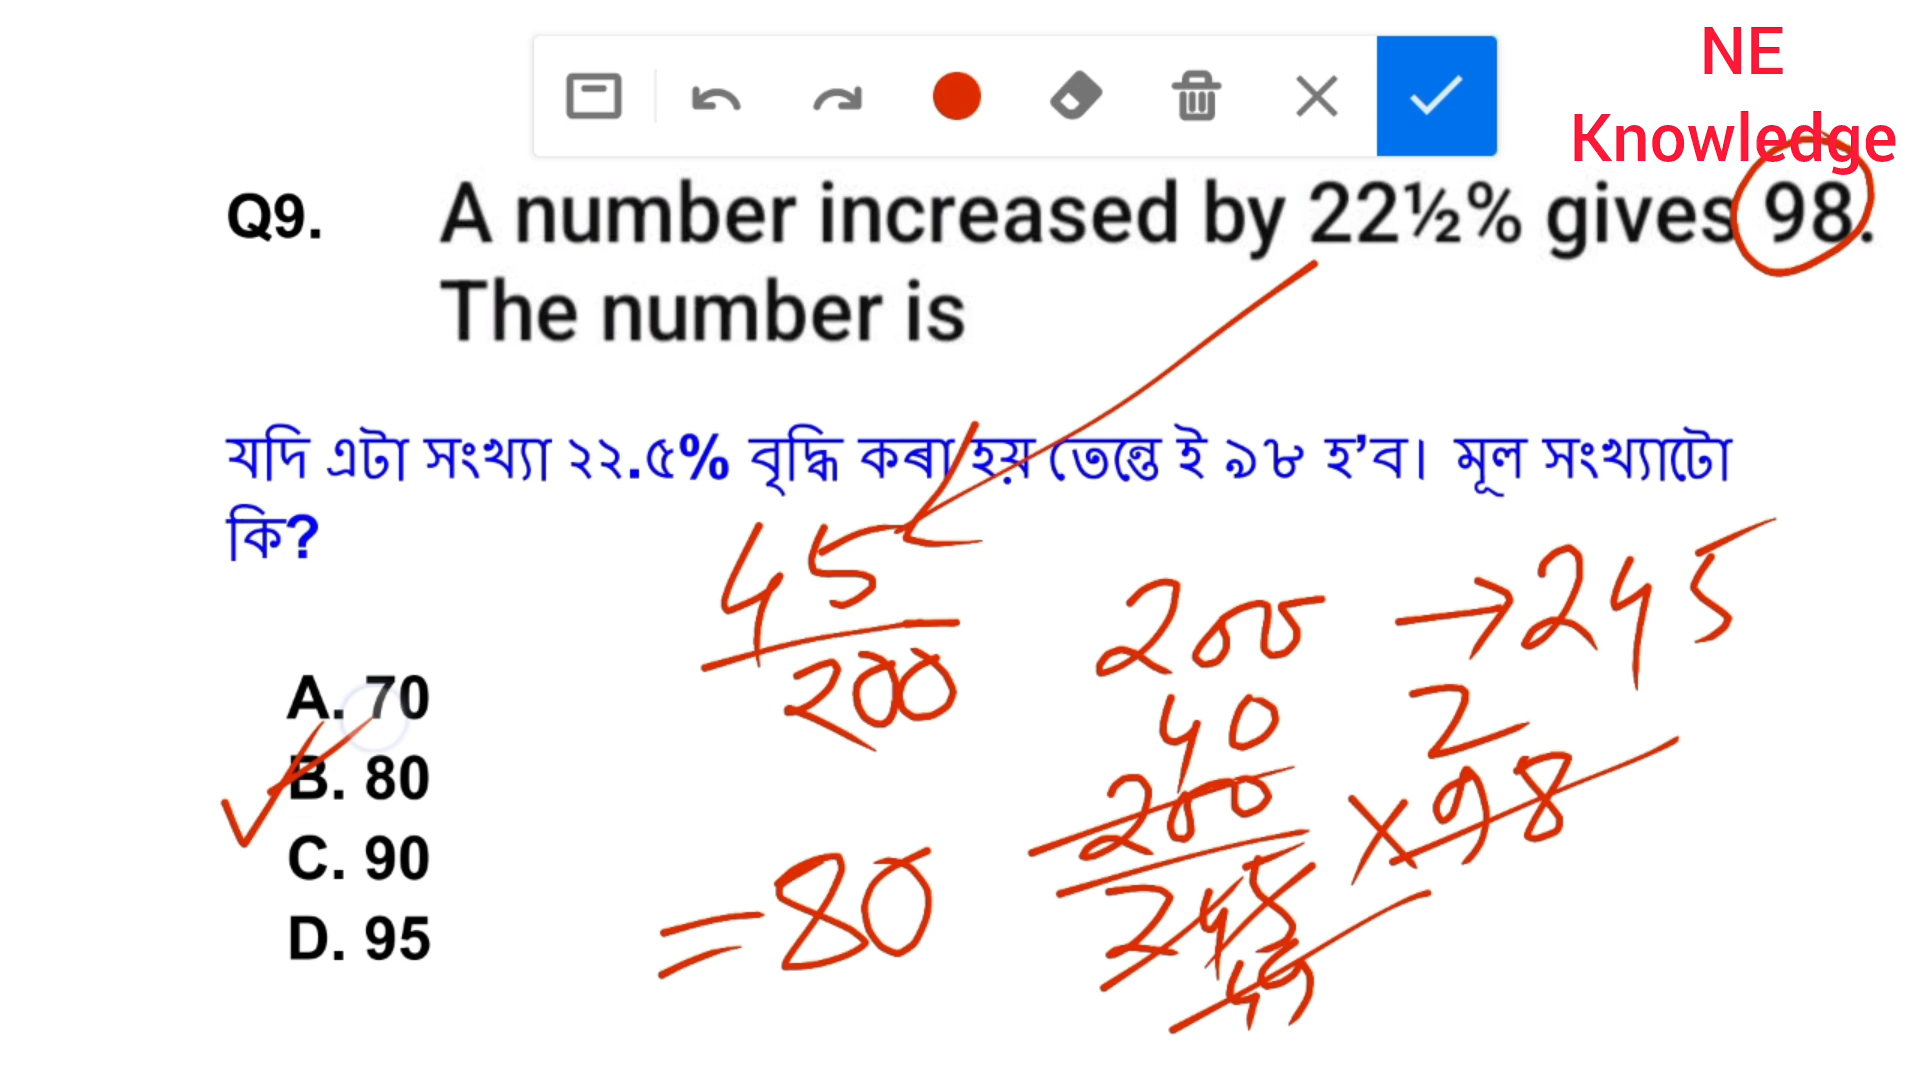 NE
Knowledge
Q9. A number increased by 22½% gives 98.
The number is
যদি এটা সংখ্যা ২২.৫% বৃদ্ধি কৰা হয় তেন্তে ই ৯৮ হ’ব। মূল সংখ্যাটো
কি?
45
200
200 → 245
40 2
200 × 98
245
49
= 80
A. 70
B. 80
C. 90
D. 95